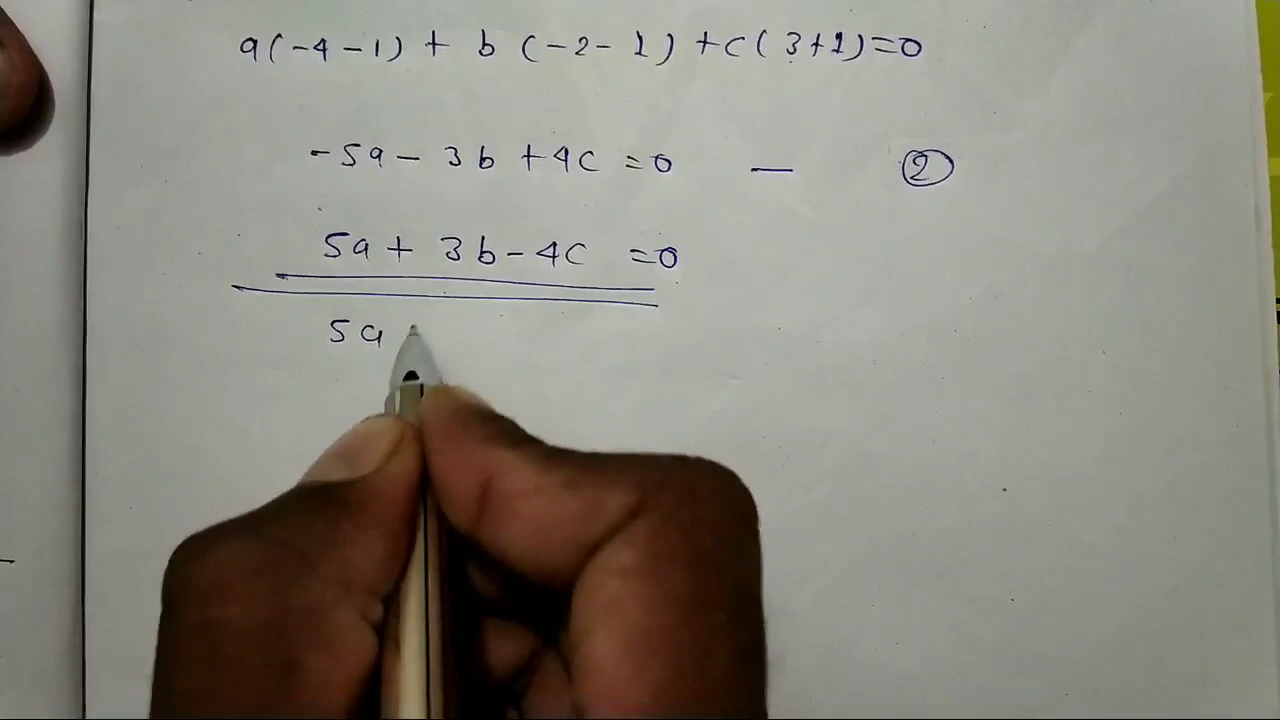 a(-4-1) + b (-2-1) +c(3+1)=0
-5a - 3b +4c =0 — ②
5a + 3b - 4c =0
5a